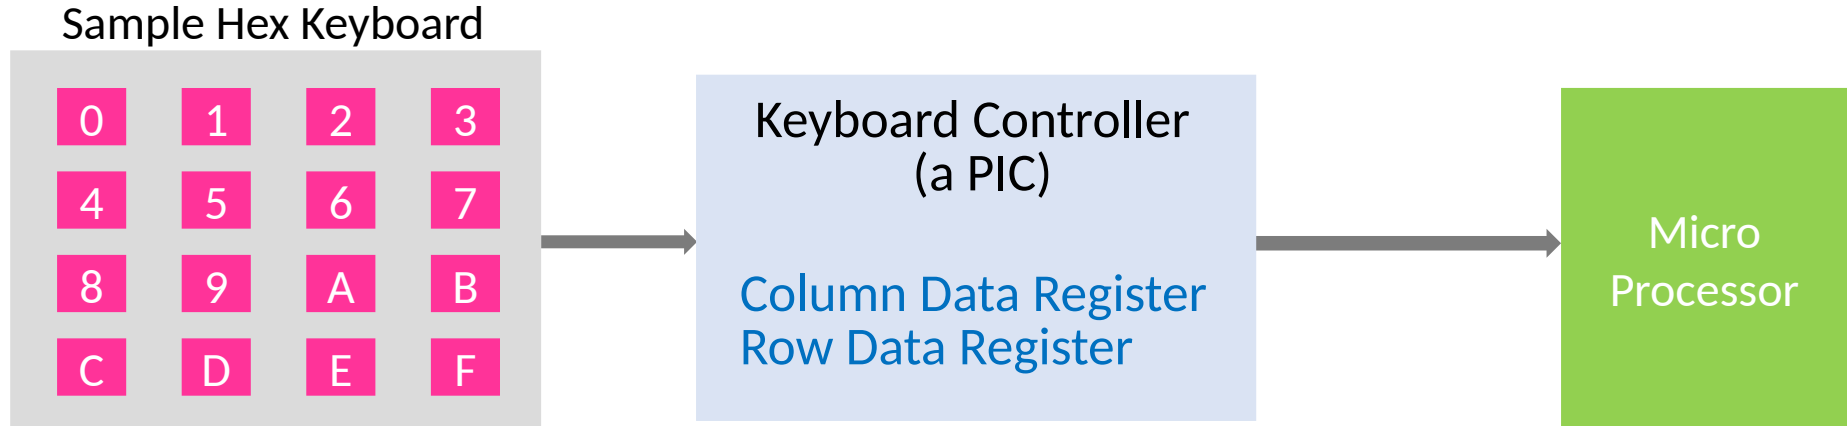 Sample Hex Keyboard
0 1 2 3
4 5 6 7
8 9 A B
C D E F
Keyboard Controller
(a PIC)
Column Data Register
Row Data Register
Micro
Processor